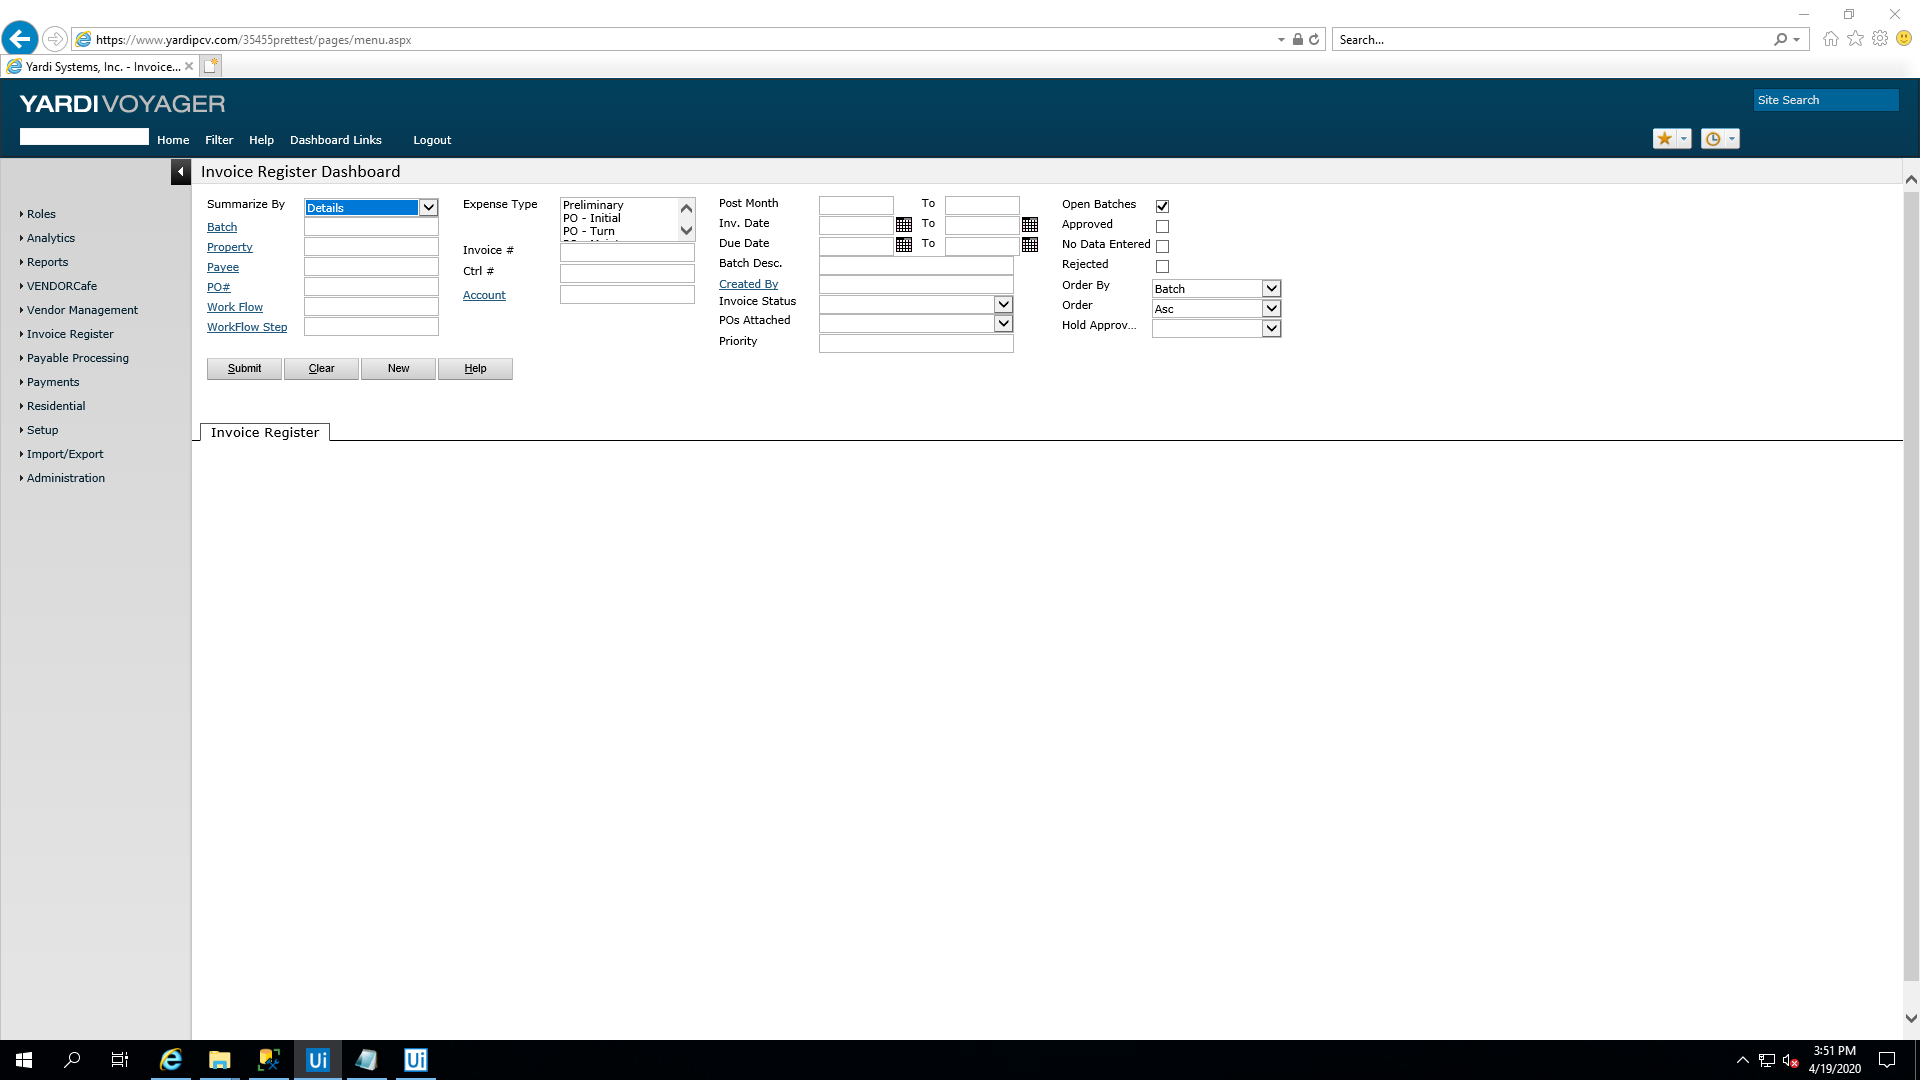 https://www.yardipcv.com/35455prettest/pages/menu.aspx
Search...
Yardi Systems, Inc. - Invoice...
YARDI VOYAGER
Site Search
Home Filter Help Dashboard Links Logout
Invoice Register Dashboard
Roles
Analytics
Reports
VENDORCafe
Vendor Management
Invoice Register
Payable Processing
Payments
Residential
Setup
Import/Export
Administration
Summarize By Details
Batch
Property
Payee
PO#
Work Flow
WorkFlow Step
Expense Type
Preliminary
PO - Initial
PO - Turn
Invoice #
Ctrl #
Account
Post Month To
Inv. Date To
Due Date To
Batch Desc.
Created By
Invoice Status
POs Attached
Priority
Open Batches
Approved
No Data Entered
Rejected
Order By Batch
Order Asc
Hold Approv...
Submit Clear New Help
Invoice Register
Ui
Ui
3:51 PM
4/19/2020